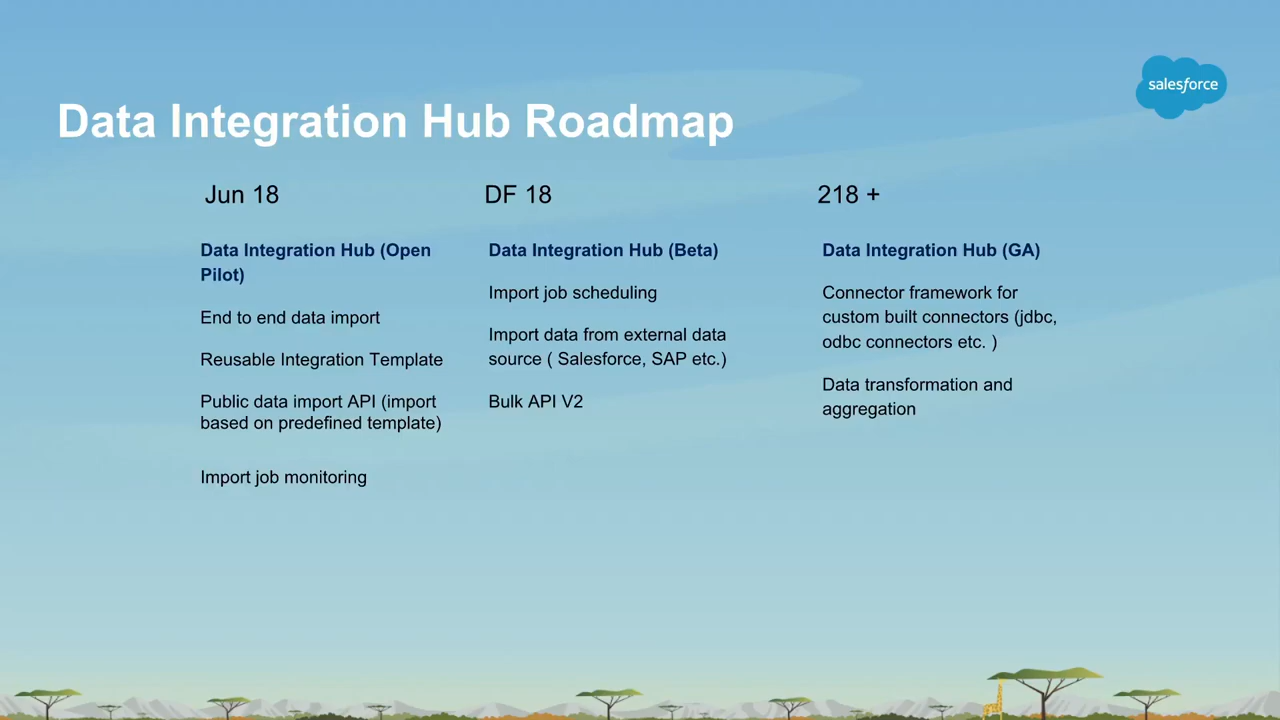 salesforce
Data Integration Hub Roadmap
Jun 18
Data Integration Hub (Open
Pilot)
End to end data import
Reusable Integration Template
Public data import API (import
based on predefined template)
Import job monitoring
DF 18
Data Integration Hub (Beta)
Import job scheduling
Import data from external data
source ( Salesforce, SAP etc.)
Bulk API V2
218 +
Data Integration Hub (GA)
Connector framework for
custom built connectors (jdbc,
odbc connectors etc. )
Data transformation and
aggregation